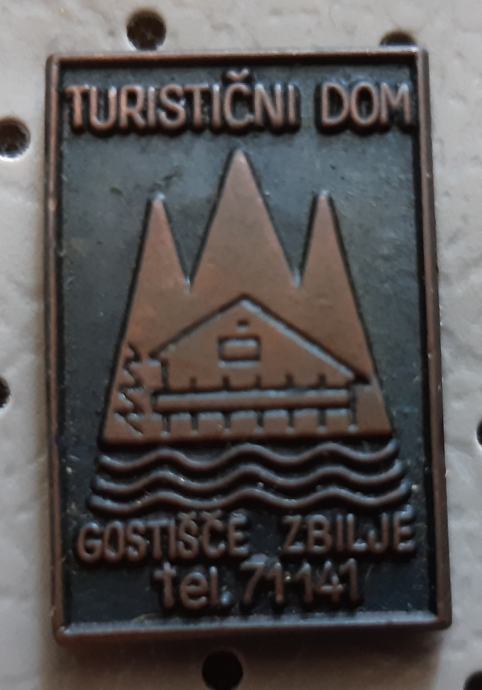 TURISTIČNI DOM
GOSTIŠČE ZBILJE
tel. 71141